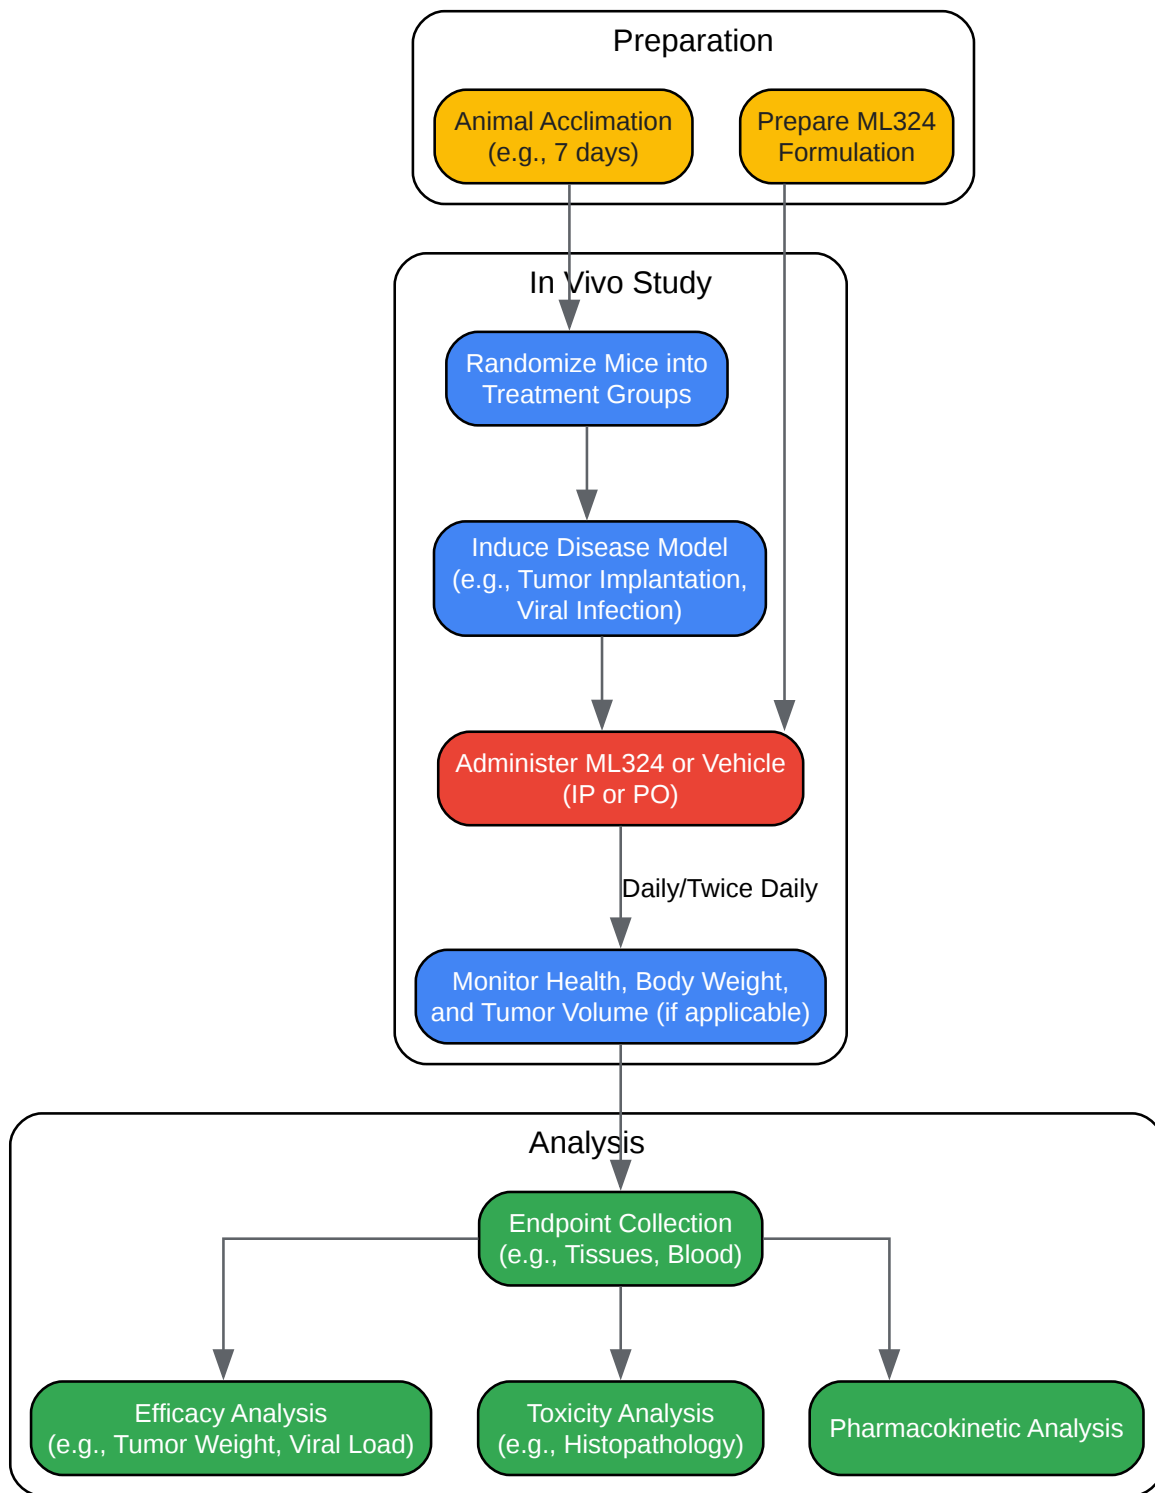 Preparation
Animal Acclimation
(e.g., 7 days)
Prepare ML324
Formulation
In Vivo Study
Randomize Mice into
Treatment Groups
Induce Disease Model
(e.g., Tumor Implantation,
Viral Infection)
Administer ML324 or Vehicle
(IP or PO)
Daily/Twice Daily
Monitor Health, Body Weight,
and Tumor Volume (if applicable)
Analysis
Endpoint Collection
(e.g., Tissues, Blood)
Efficacy Analysis
(e.g., Tumor Weight, Viral Load)
Toxicity Analysis
(e.g., Histopathology)
Pharmacokinetic Analysis